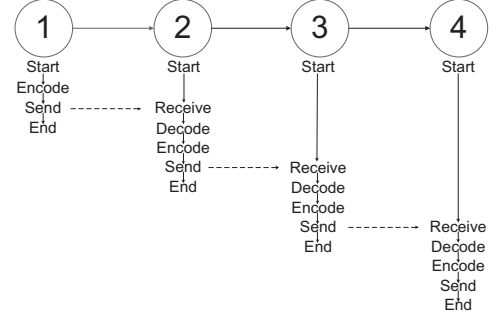 1 2 3 4
Start Start Start Start
Encode
Send Receive
End Decode
Encode
Send Receive
End Decode
Encode
Send Receive
End Decode
Encode
Send
End